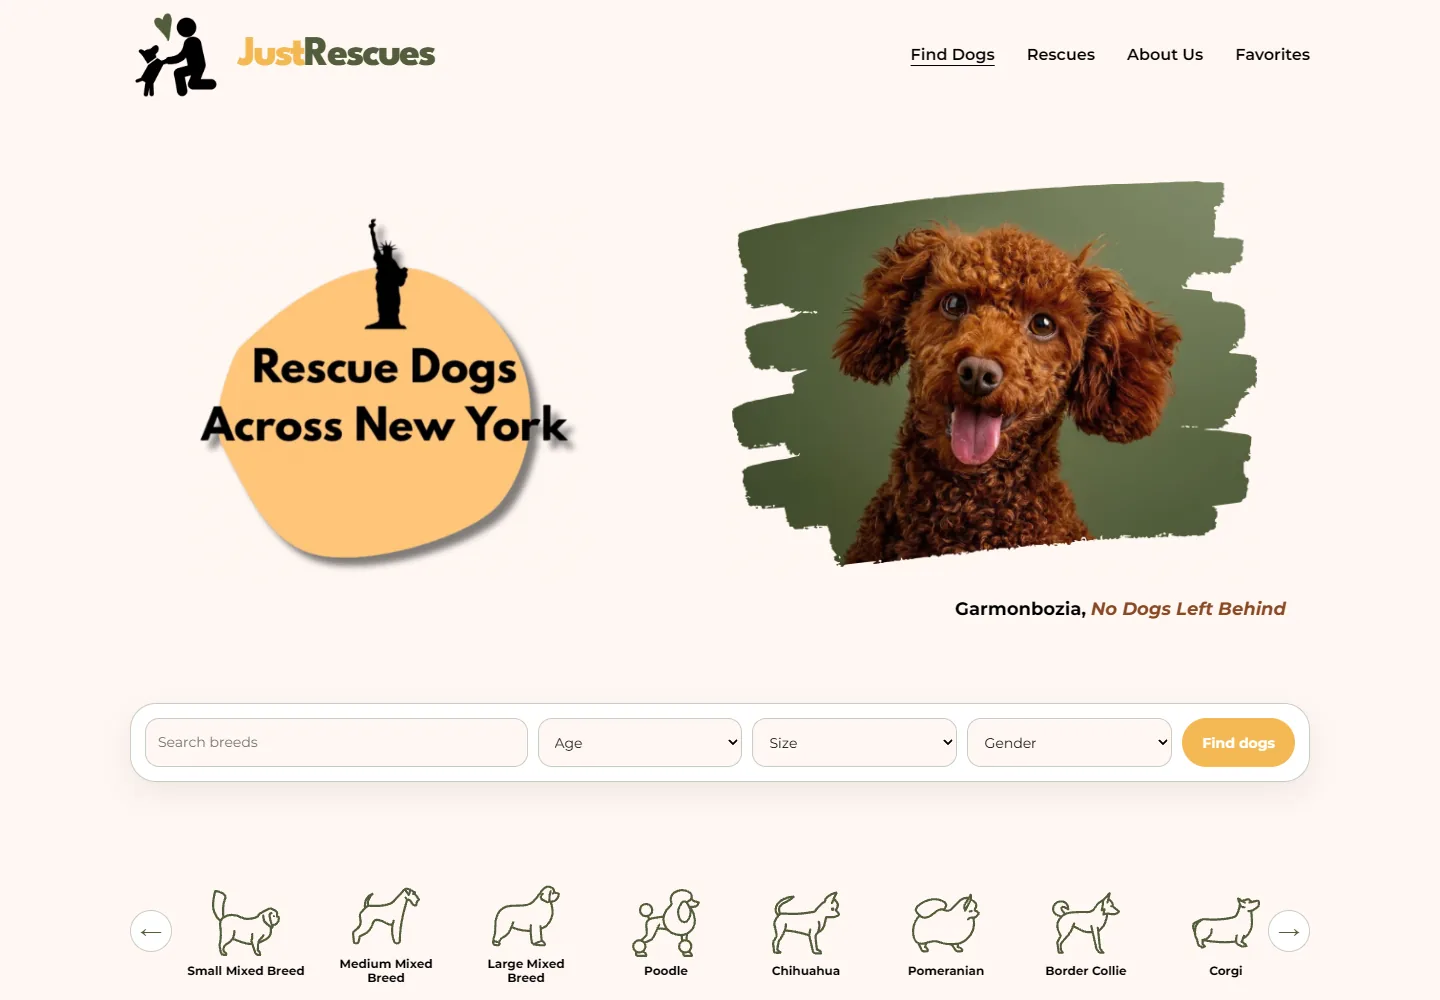 JustRescues
Find Dogs
Rescues
About Us
Favorites
Rescue Dogs
Across New York
Garmonbozia, No Dogs Left Behind
Search breeds
Age
Size
Gender
Find dogs
Small Mixed Breed
Medium Mixed
Breed
Large Mixed
Breed
Poodle
Chihuahua
Pomeranian
Border Collie
Corgi